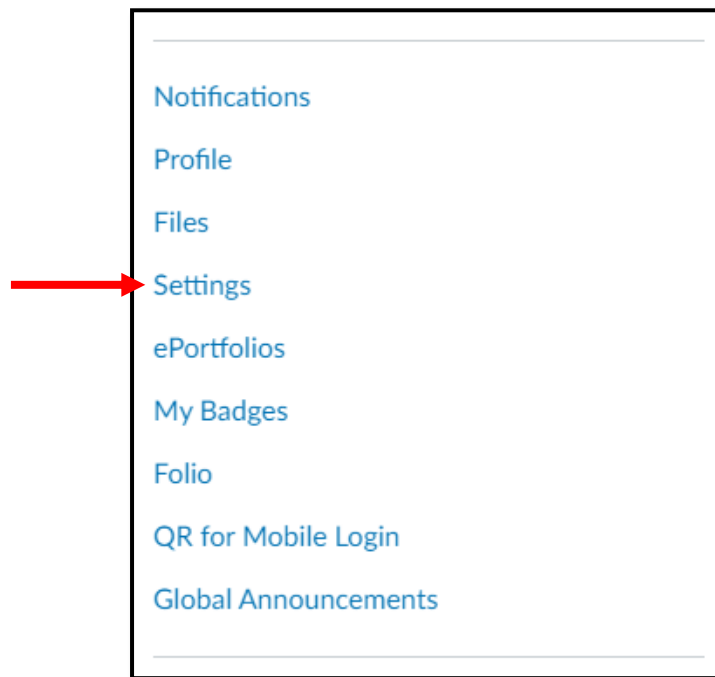 Notifications
Profile
Files
Settings
ePortfolios
My Badges
Folio
QR for Mobile Login
Global Announcements